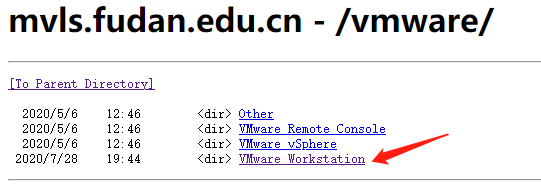 mvls.fudan.edu.cn - /vmware/
[To Parent Directory]
2020/5/6 12:46 <dir> Other
2020/5/6 12:46 <dir> VMware Remote Console
2020/5/6 12:46 <dir> VMware vSphere
2020/7/28 19:44 <dir> VMware Workstation